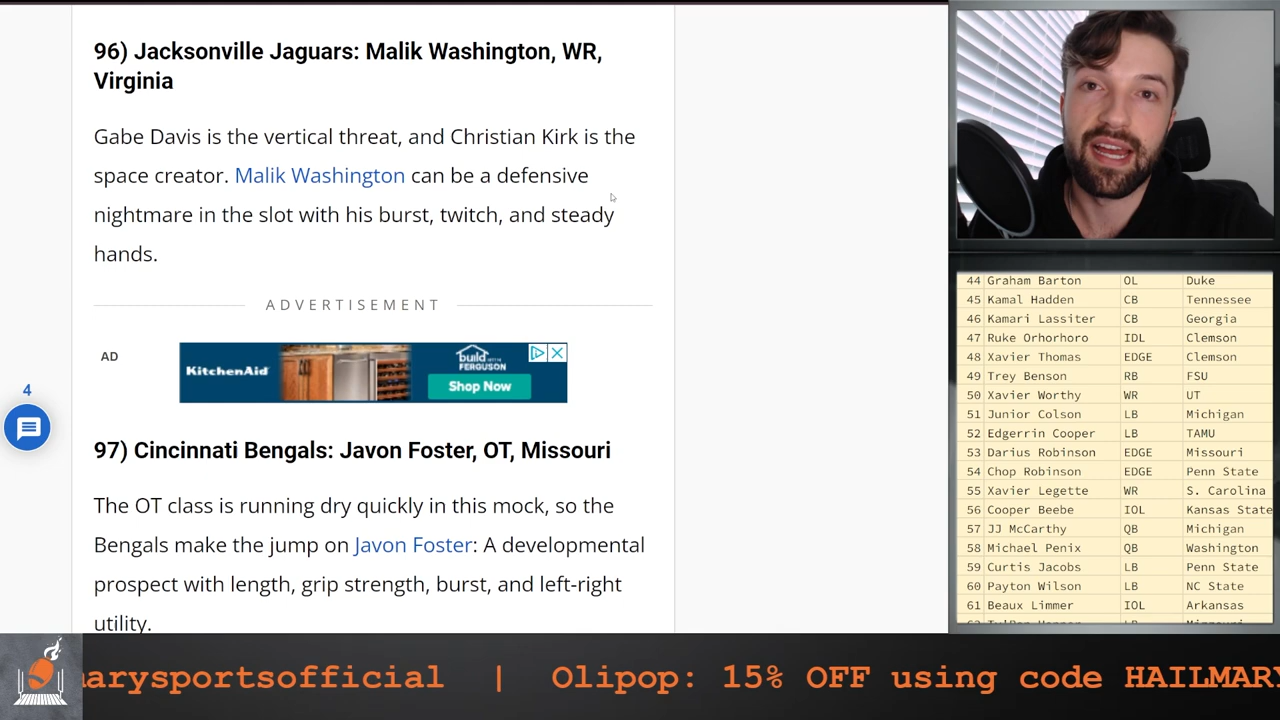 96) Jacksonville Jaguars: Malik Washington, WR,
Virginia
Gabe Davis is the vertical threat, and Christian Kirk is the
space creator. Malik Washington can be a defensive
nightmare in the slot with his burst, twitch, and steady
hands.
ADVERTISEMENT
AD
KitchenAid
build
FERGUSON
Shop Now
4
97) Cincinnati Bengals: Javon Foster, OT, Missouri
The OT class is running dry quickly in this mock, so the
Bengals make the jump on Javon Foster: A developmental
prospect with length, grip strength, burst, and left-right
utility.
44 Graham Barton OL Duke
45 Kamal Hadden CB Tennessee
46 Kamari Lassiter CB Georgia
47 Ruke Orhorhoro IDL Clemson
48 Xavier Thomas EDGE Clemson
49 Trey Benson RB FSU
50 Xavier Worthy WR UT
51 Junior Colson LB Michigan
52 Edgerrin Cooper LB TAMU
53 Darius Robinson EDGE Missouri
54 Chop Robinson EDGE Penn State
55 Xavier Legette WR S. Carolina
56 Cooper Beebe IOL Kansas State
57 JJ McCarthy QB Michigan
58 Michael Penix QB Washington
59 Curtis Jacobs LB Penn State
60 Payton Wilson LB NC State
61 Beaux Limmer IOL Arkansas
arysportsofficial | Olipop: 15% OFF using code HAILMARY